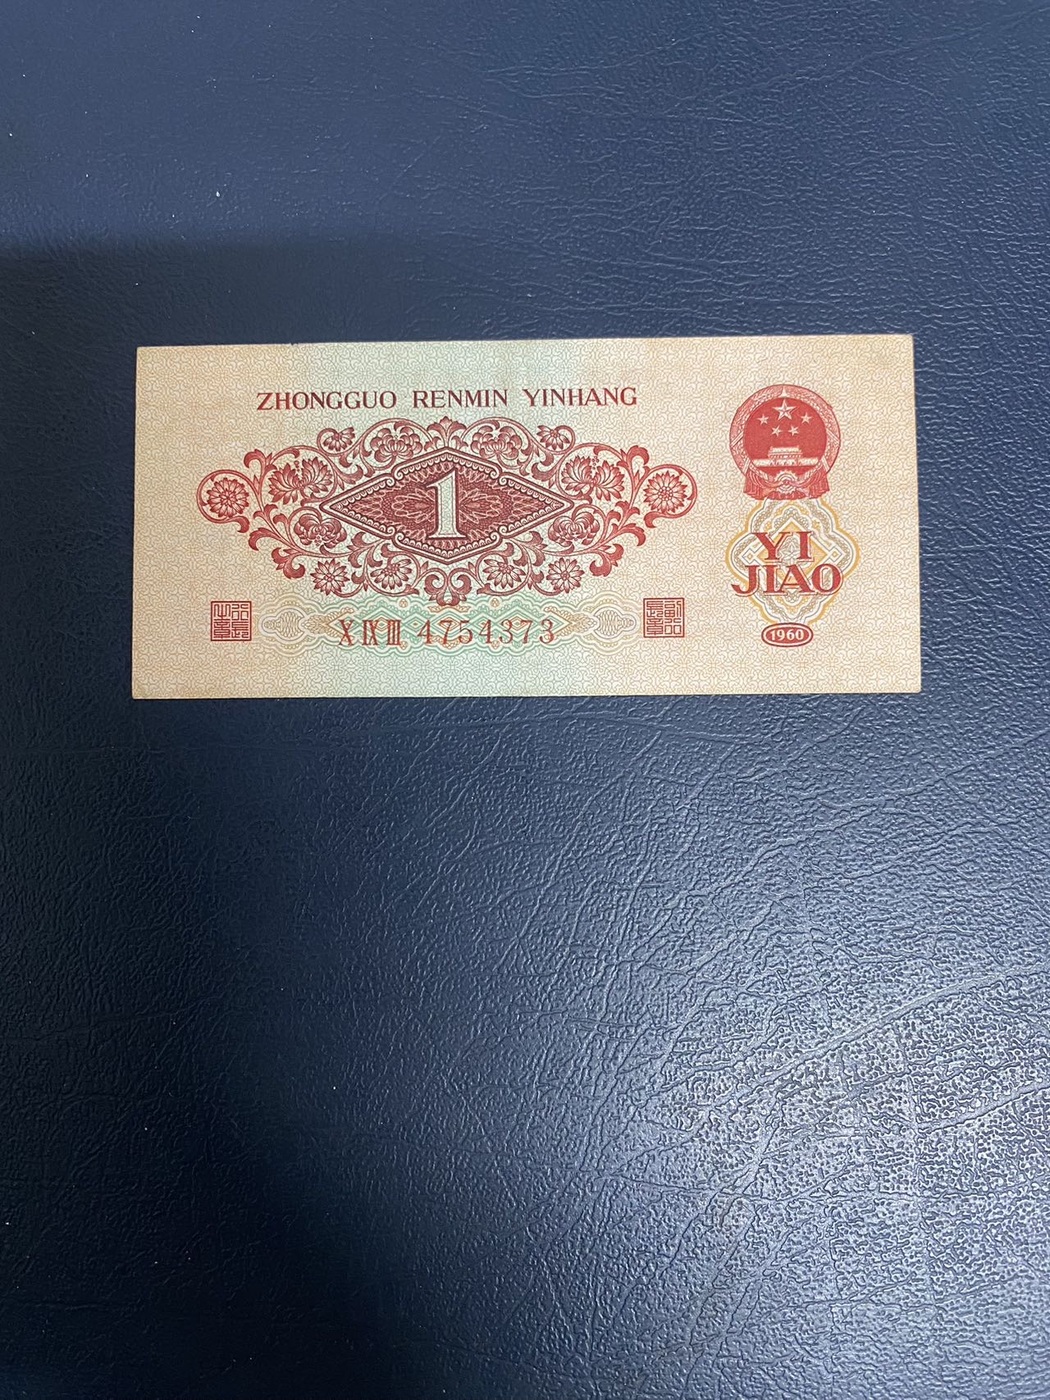 ZHONGGUO RENMIN YINHANG
1
YI
JIAO
X IX III 4754373
1960